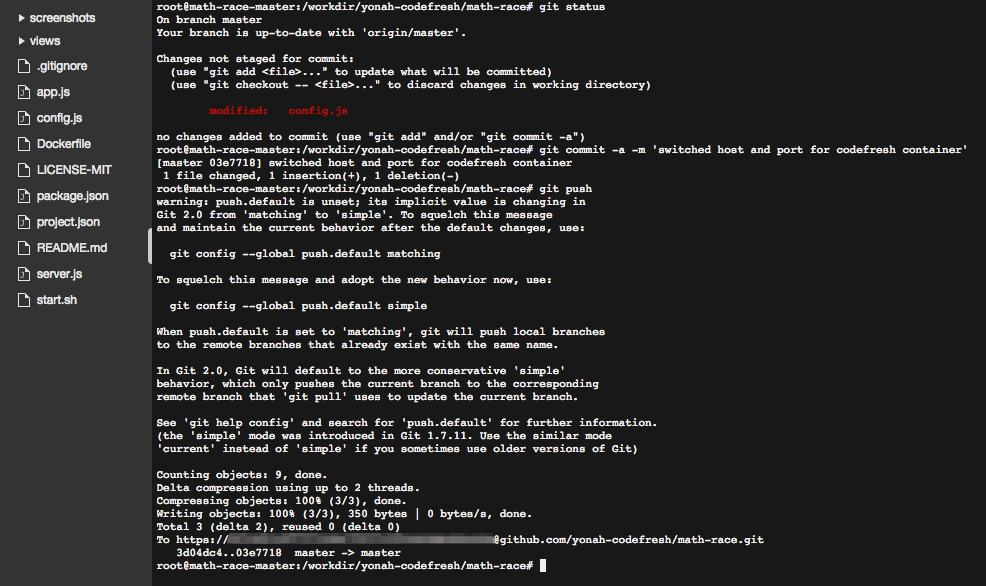 screenshots
views
.gitignore
app.js
config.js
Dockerfile
LICENSE-MIT
package.json
project.json
README.md
server.js
start.sh
root@math-race-master:/workdir/yonah-codefresh/math-race# git status
On branch master
Your branch is up-to-date with 'origin/master'.
Changes not staged for commit:
(use "git add <file>..." to update what will be committed)
(use "git checkout -- <file>..." to discard changes in working directory)
modified: config.js
no changes added to commit (use "git add" and/or "git commit -a")
root@math-race-master:/workdir/yonah-codefresh/math-race# git commit -a -m 'switched host and port for codefresh container'
[master 03e7718] switched host and port for codefresh container
1 file changed, 1 insertion(+), 1 deletion(-)
root@math-race-master:/workdir/yonah-codefresh/math-race# git push
warning: push.default is unset; its implicit value is changing in
Git 2.0 from 'matching' to 'simple'. To squelch this message
and maintain the current behavior after the default changes, use:
git config --global push.default matching
To squelch this message and adopt the new behavior now, use:
git config --global push.default simple
When push.default is set to 'matching', git will push local branches
to the remote branches that already exist with the same name.
In Git 2.0, Git will default to the more conservative 'simple'
behavior, which only pushes the current branch to the corresponding
remote branch that 'git pull' uses to update the current branch.
See 'git help config' and search for 'push.default' for further information.
(the 'simple' mode was introduced in Git 1.7.11. Use the similar mode
'current' instead of 'simple' if you sometimes use older versions of Git)
Counting objects: 9, done.
Delta compression using up to 2 threads.
Compressing objects: 100% (3/3), done.
Writing objects: 100% (3/3), 350 bytes | 0 bytes/s, done.
Total 3 (delta 2), reused 0 (delta 0)
To https://@github.com/yonah-codefresh/math-race.git
3d04dc4..03e7718 master -> master
root@math-race-master:/workdir/yonah-codefresh/math-race#